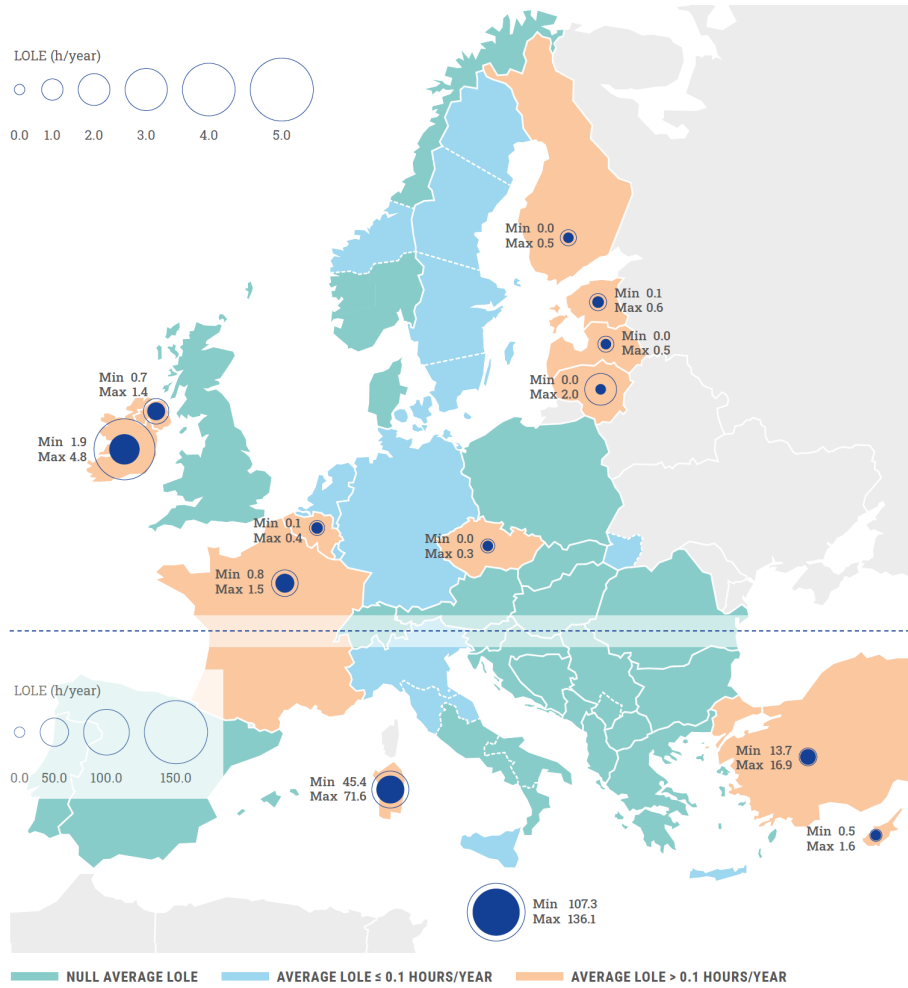 LOLE (h/year)
0.0 1.0 2.0 3.0 4.0 5.0
Min 0.0
Max 0.5
Min 0.1
Max 0.6
Min 0.0
Max 0.5
Min 0.0
Max 2.0
Min 0.7
Max 1.4
Min 1.9
Max 4.8
Min 0.1
Max 0.4
Min 0.0
Max 0.3
Min 0.8
Max 1.5
LOLE (h/year)
0.0 50.0 100.0 150.0
Min 13.7
Max 16.9
Min 45.4
Max 71.6
Min 0.5
Max 1.6
Min 107.3
Max 136.1
NULL AVERAGE LOLE AVERAGE LOLE ≤ 0.1 HOURS/YEAR AVERAGE LOLE > 0.1 HOURS/YEAR